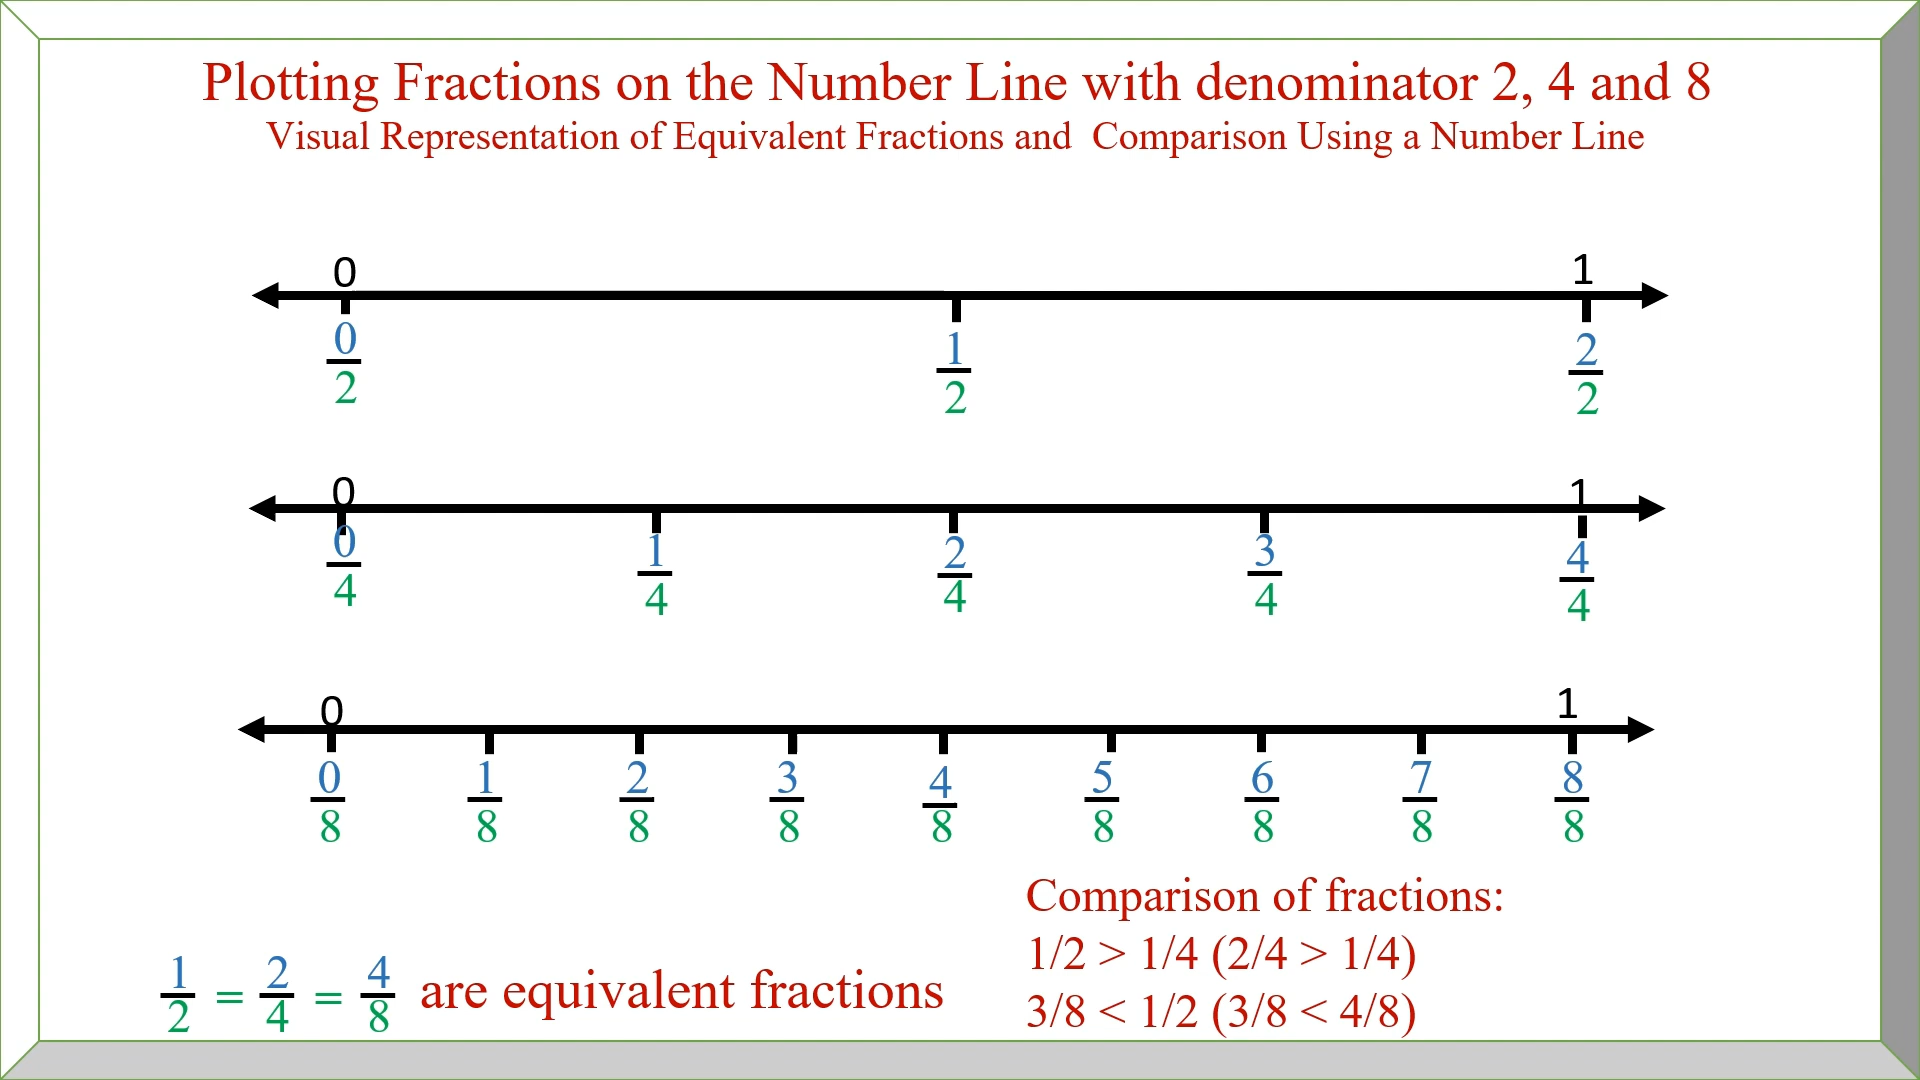 Plotting Fractions on the Number Line with denominator 2, 4 and 8
Visual Representation of Equivalent Fractions and Comparison Using a Number Line
0 1
0/2 1/2 2/2
0 1
0/4 1/4 2/4 3/4 4/4
0 1
0/8 1/8 2/8 3/8 4/8 5/8 6/8 7/8 8/8
1/2 = 2/4 = 4/8 are equivalent fractions
Comparison of fractions:
1/2 > 1/4 (2/4 > 1/4)
3/8 < 1/2 (3/8 < 4/8)